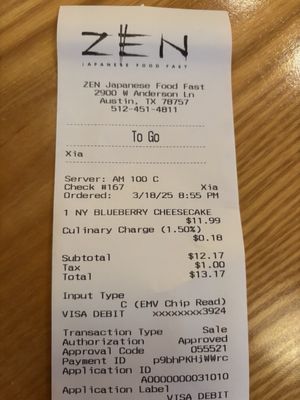 ZEN
JAPANESE FOOD FAST
ZEN Japanese Food Fast
2900 W Anderson Ln
Austin, TX 78757
512-451-4811
To Go
Xia
Server: AM 100 C
Check #167 Xia
Ordered: 3/18/25 8:55 PM
1 NY BLUEBERRY CHEESECAKE
$11.99
Culinary Charge (1.50%)
$0.18
Subtotal $12.17
Tax $1.00
Total $13.17
Input Type
C (EMV Chip Read)
VISA DEBIT xxxxxxxx3924
Transaction Type Sale
Authorization Approved
Approval Code 055521
Payment ID p9bhPKHjWWrc
Application ID
A0000000031010
Application Label
VISA DEBIT